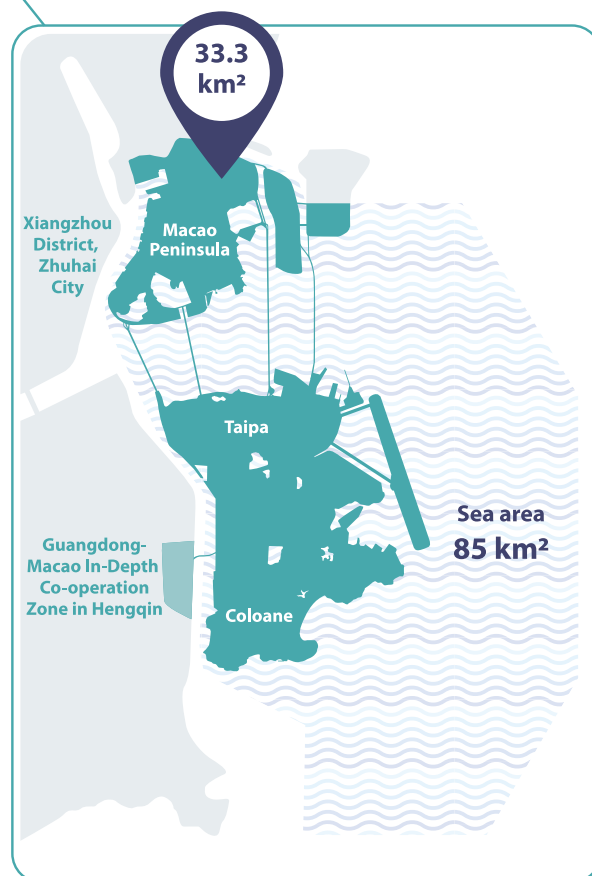 33.3
km²
Xiangzhou
District,
Zhuhai
City
Macao
Peninsula
Taipa
Sea area
85 km²
Guangdong-
Macao In-Depth
Co-operation
Zone in Hengqin
Coloane